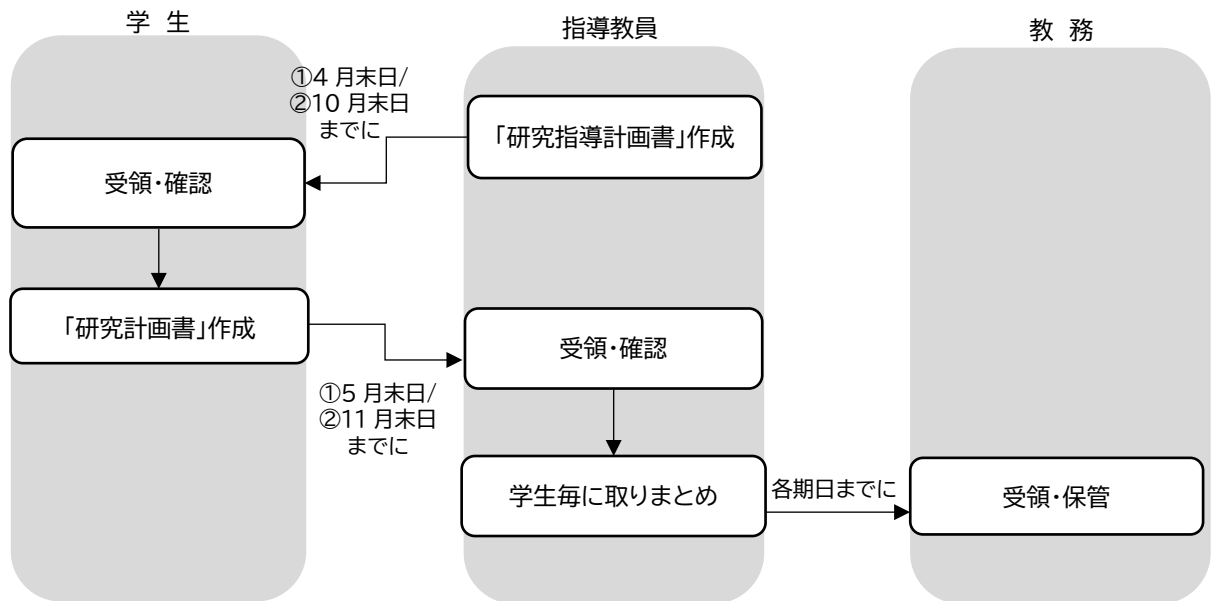 学 生
指導教員
教 務
①4 月末日/
②10 月末日
までに
「研究指導計画書」作成
受領・確認
「研究計画書」作成
受領・確認
①5 月末日/
②11 月末日
までに
学生毎に取りまとめ
各期日までに
受領・保管